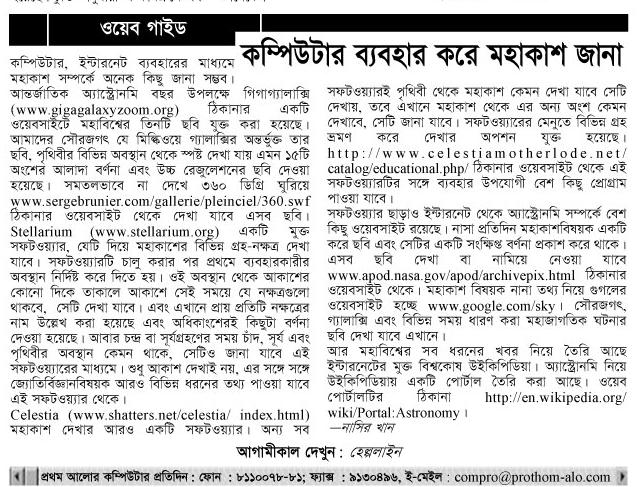 ওয়েব গাইড
কম্পিউটার ব্যবহার করে মহাকাশ জানা
কম্পিউটার, ইন্টারনেট ব্যবহারের মাধ্যমে
মহাকাশ সম্পর্কে অনেক কিছু জানা সম্ভব।
আন্তর্জাতিক অ্যাস্ট্রোনমি বছর উপলক্ষে গিগাগ্যালাক্সি
(www.gigagalaxyzoom.org) ঠিকানার একটি
ওয়েবসাইটে মহাবিশ্বের তিনটি ছবি যুক্ত করা হয়েছে।
আমাদের সৌরজগৎ যে মিল্কিওয়ে গ্যালাক্সির অন্তর্ভুক্ত তার
ছবি, পৃথিবীর বিভিন্ন অবস্থান থেকে স্পষ্ট দেখা যায় এমন ১৫টি
অংশের আলাদা বর্ণনা এবং উচ্চ রেজুলেশনের ছবি দেওয়া
হয়েছে। সমতলভাবে না দেখে ৩৬০ ডিগ্রি ঘুরিয়ে
www.sergebrunier.com/gallerie/pleinciel/360.swf
ঠিকানার ওয়েবসাইট থেকে দেখা যাবে এসব ছবি।
Stellarium (www.stellarium.org) একটি মুক্ত
সফটওয়্যার, যেটি দিয়ে মহাকাশের বিভিন্ন গ্রহ-নক্ষত্র দেখা
যাবে। সফটওয়্যারটি চালু করার পর প্রথমে ব্যবহারকারীর
অবস্থান নির্দিষ্ট করে দিতে হয়। ওই অবস্থান থেকে আকাশের
কোনো দিকে তাকালে আকাশে সেই সময়ে যে নক্ষত্রগুলো
থাকবে, সেটি দেখা যাবে। এবং এখানে প্রায় প্রতিটি নক্ষত্রের
নাম উল্লেখ করা হয়েছে এবং অধিকাংশেরই কিছুটা বর্ণনা
দেওয়া হয়েছে। আবার চন্দ্র বা সূর্যগ্রহণের সময় চাঁদ, সূর্য এবং
পৃথিবীর অবস্থান কেমন থাকে, সেটিও জানা যাবে এই
সফটওয়্যারের মাধ্যমে। শুধু আকাশ দেখাই নয়, এর সঙ্গে সঙ্গে
জ্যোতির্বিজ্ঞানবিষয়ক আরও বিভিন্ন ধরনের তথ্য পাওয়া যাবে
এই সফটওয়্যার থেকে।
Celestia (www.shatters.net/celestia/ index.html)
মহাকাশ দেখার আরও একটি সফটওয়্যার। অন্য সব
সফটওয়্যারই পৃথিবী থেকে মহাকাশ কেমন দেখা যাবে সেটি
দেখায়, তবে এখানে মহাকাশ থেকে এর অন্য অংশ কেমন
দেখাবে, সেটি জানা যাবে। সফটওয়্যারের মেনুতে বিভিন্ন গ্রহ
ভ্রমণ করে দেখার অপশন যুক্ত হয়েছে।
http://www.celestiamotherlode.net/
catalog/educational.php/ ঠিকানার ওয়েবসাইট থেকে এই
সফটওয়্যারটির সঙ্গে ব্যবহার উপযোগী বেশ কিছু প্রোগ্রাম
পাওয়া যাবে।
সফটওয়্যার ছাড়াও ইন্টারনেট থেকে অ্যাস্ট্রোনমি সম্পর্কে বেশ
কিছু ওয়েবসাইট রয়েছে। নাসা প্রতিদিন মহাকাশবিষয়ক একটি
করে ছবি এবং সেটির একটি সংক্ষিপ্ত বর্ণনা প্রকাশ করে থাকে।
এসব ছবি দেখা বা নামিয়ে নেওয়া যাবে
www.apod.nasa.gov/apod/archivepix.html ঠিকানার
ওয়েবসাইট থেকে। মহাকাশ বিষয়ক নানা তথ্য নিয়ে গুগলের
ওয়েবসাইট হচ্ছে www.google.com/sky। সৌরজগৎ,
গ্যালাক্সি এবং বিভিন্ন সময় ধারণ করা মহাজাগতিক ঘটনার
ছবি দেখা যাবে এখানে।
আর মহাবিশ্বের সব ধরনের খবর নিয়ে তৈরি আছে
ইন্টারনেটের মুক্ত বিশ্বকোষ উইকিপিডিয়া। অ্যাস্ট্রোনমি নিয়ে
উইকিপিডিয়ায় একটি পোর্টাল তৈরি করা আছে। ওয়েব
পোর্টালটির ঠিকানা http://en.wikipedia.org/
wiki/Portal:Astronomy।
—নাসির খান
আগামীকাল দেখুন : হেল্পলাইন
প্রথম আলোর কম্পিউটার প্রতিদিন : ফোন : ৮১১০০৭৮-৮১; ফ্যাক্স : ৯১৩০৪৯৬, ই-মেইল : compro@prothom-alo.com